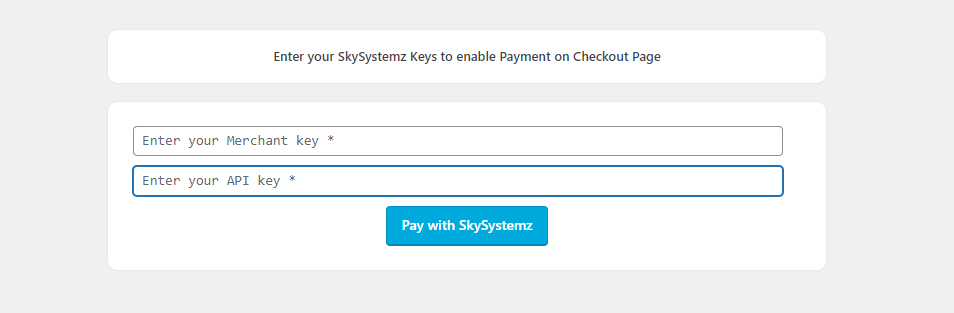 Enter your SkySystemz Keys to enable Payment on Checkout Page
Enter your Merchant key *
Enter your API key *
Pay with SkySystemz